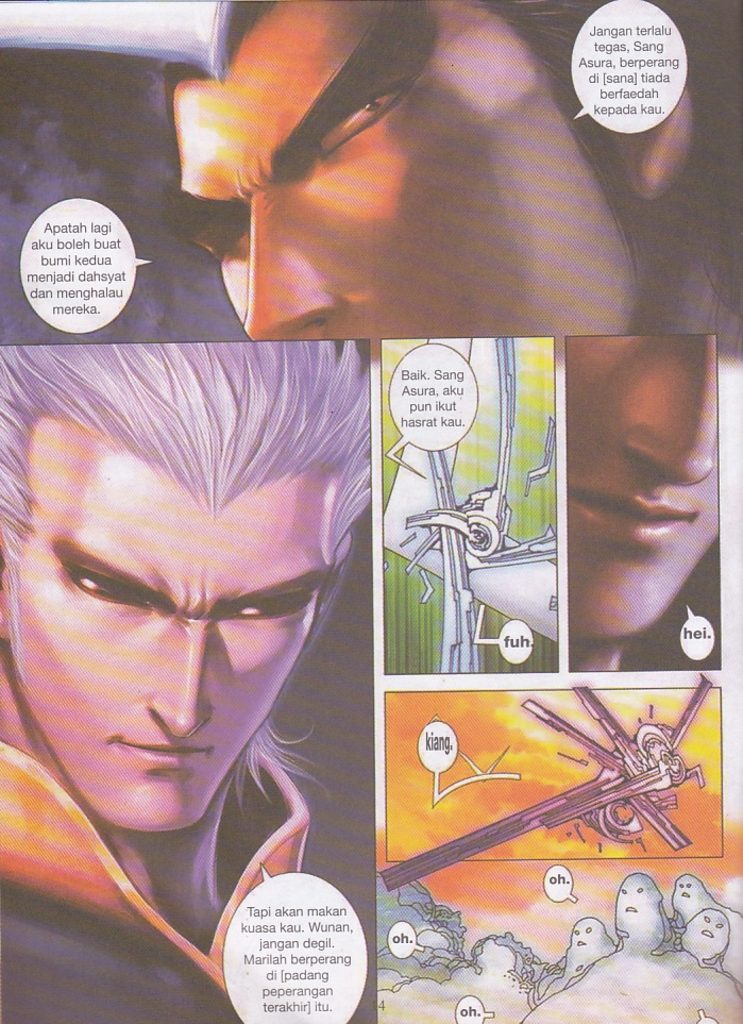 Jangan terlalu
tegas, Sang
Asura, berperang
di [sana] tiada
berfaedah
kepada kau.
Apatah lagi
aku boleh buat
bumi kedua
menjadi dahsyat
dan menghalau
mereka.
Baik. Sang
Asura, aku
pun ikut
hasrat kau.
fuh.
hei.
Tapi akan makan
kuasa kau. Wunan,
jangan degil.
Marilah berperang
di [padang
peperangan
terakhir] itu.
kiang.
oh.
oh.
oh.
4